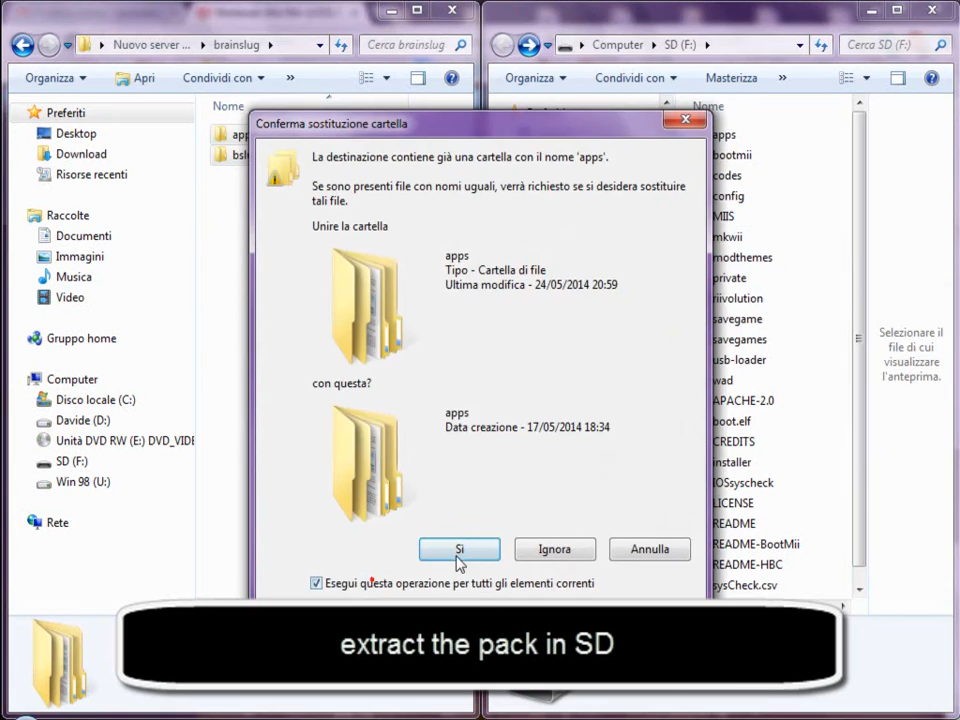 Nuovo server ...
brainslug
Cerca brainslug
Computer
SD (F:)
Cerca SD (F:)
Organizza
Apri
Condividi con
»
Organizza
Condividi con
Masterizza
»
Preferiti
Desktop
Download
Risorse recenti
Raccolte
Documenti
Immagini
Musica
Video
Gruppo home
Computer
Disco locale (C:)
Davide (D:)
Unità DVD RW (E:) DVD_VIDE
SD (F:)
Win 98 (U:)
Rete
Nome
Conferma sostituzione cartella
La destinazione contiene già una cartella con il nome 'apps'.
Se sono presenti file con nomi uguali, verrà richiesto se si desidera sostituire
tali file.
Unire la cartella
apps
Tipo - Cartella di file
Ultima modifica - 24/05/2014 20:59
con questa?
apps
Data creazione - 17/05/2014 18:34
Sì
Ignora
Annulla
Esegui questa operazione per tutti gli elementi correnti
Nome
apps
bootmii
codes
config
MIIS
mkwii
modthemes
private
riivolution
savegame
savegames
usb-loader
wad
APACHE-2.0
boot.elf
CREDITS
installer
IOSsyscheck
LICENSE
README
README-BootMii
README-HBC
sysCheck.csv
Selezionare il
file di cui
visualizzare
l'anteprima.
extract the pack in SD